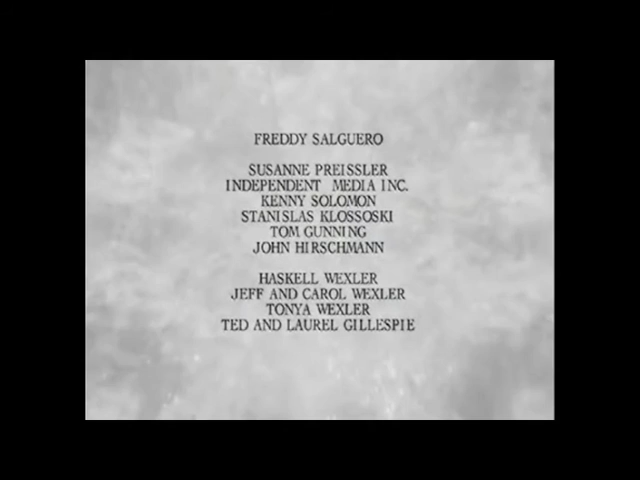 FREDDY SALGUERO
SUSANNE PREISSLER
INDEPENDENT MEDIA INC.
KENNY SOLOMON
STANISLAS KLOSSOSKI
TOM GUNNING
JOHN HIRSCHMANN
HASKELL WEXLER
JEFF AND CAROL WEXLER
TONYA WEXLER
TED AND LAUREL GILLESPIE